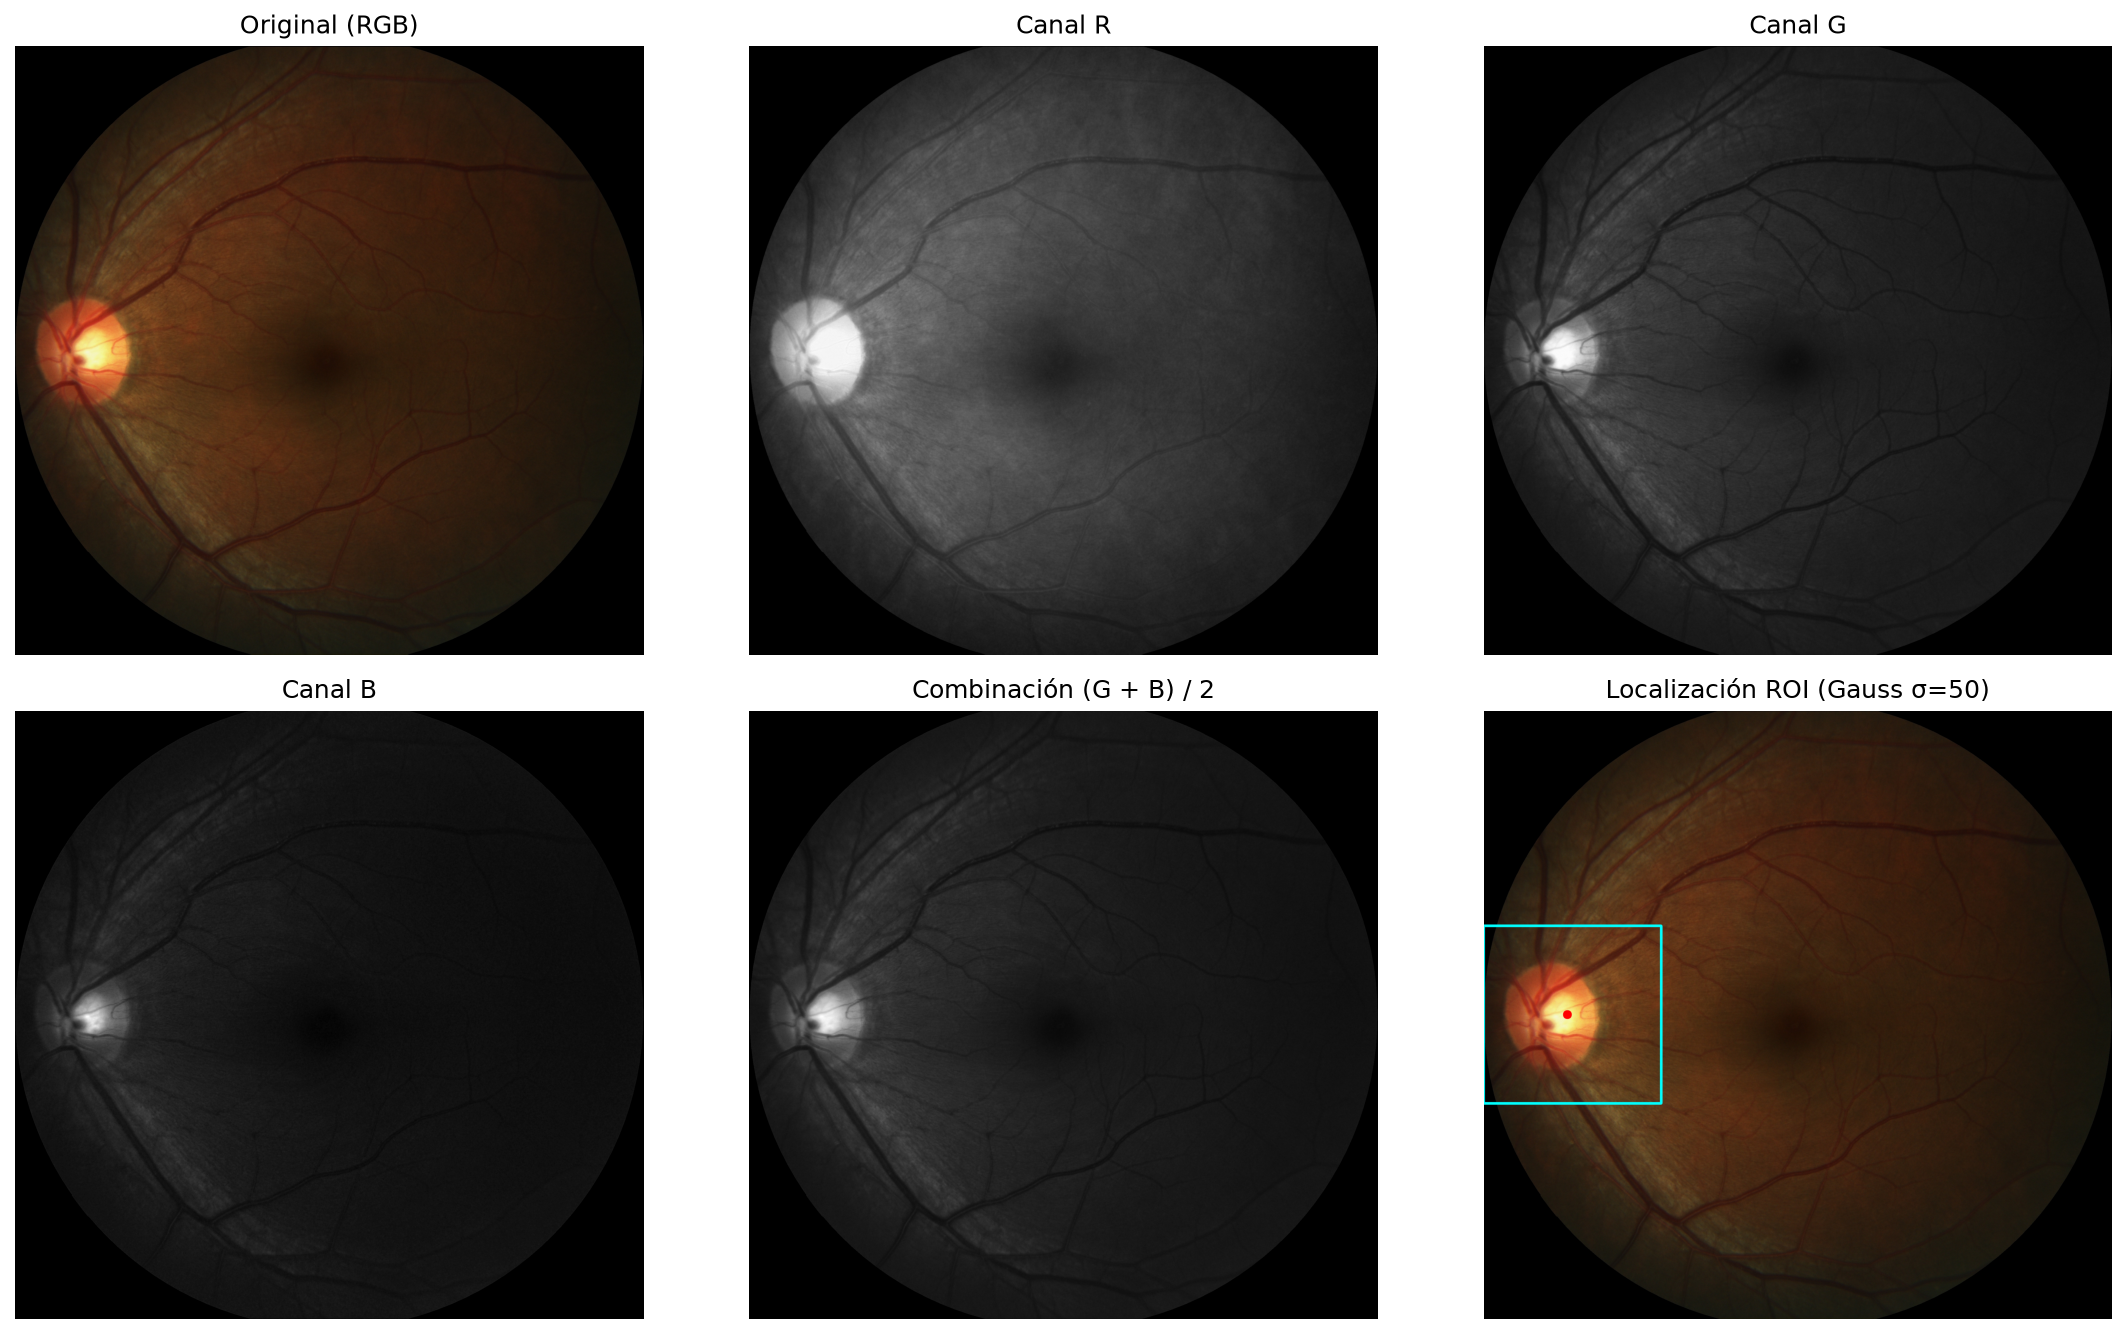 Original (RGB)
Canal R
Canal G
Canal B
Combinación (G + B) / 2
Localización ROI (Gauss σ=50)